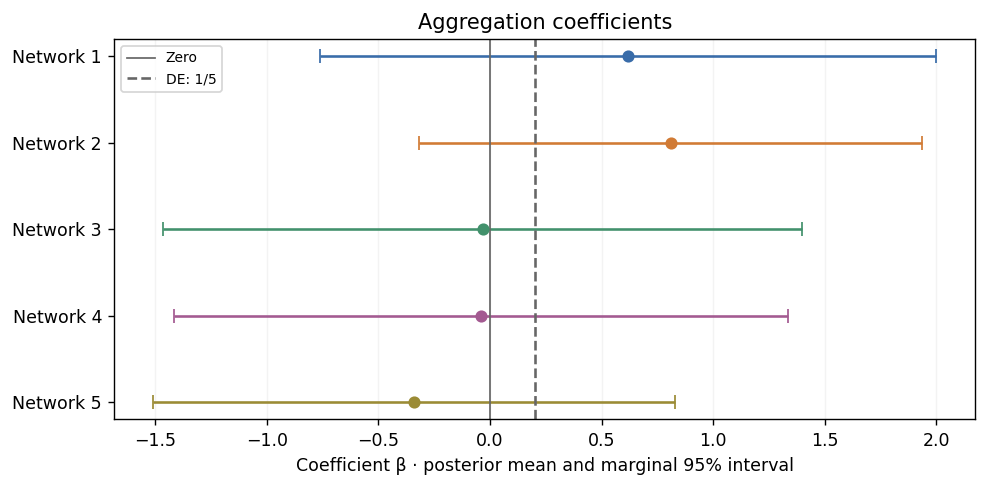 Aggregation coefficients
Zero
DE: 1/5
Network 1
Network 2
Network 3
Network 4
Network 5
−1.5 −1.0 −0.5 0.0 0.5 1.0 1.5 2.0
Coefficient β · posterior mean and marginal 95% interval